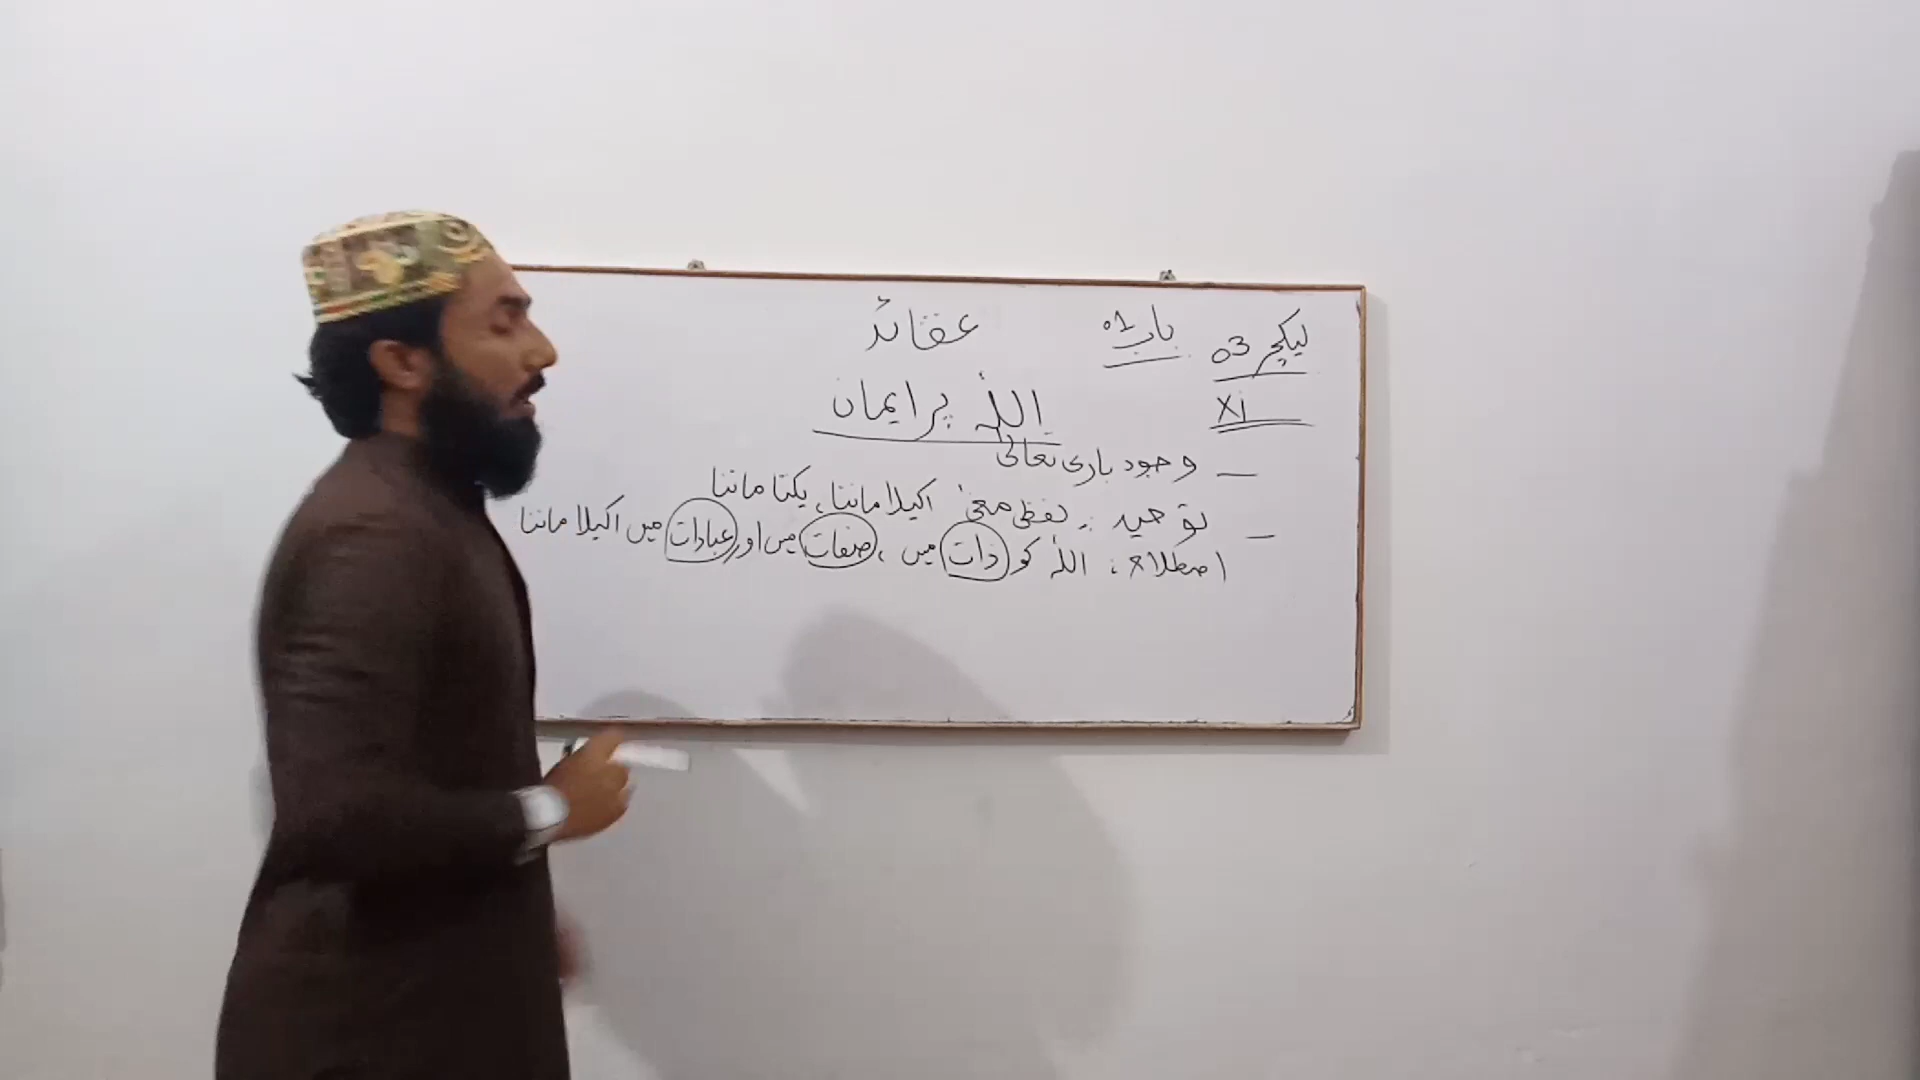 لیکچر 03
باب 01
عقائد
XI
اللہ پر ایمان
— وجود باری تعالیٰ
— توحید :۔ لفظی معنیٰ اکیلا ماننا، یکتا ماننا
اصطلاح : اللہ کو ذات میں ، صفات میں اور عبادات میں اکیلا ماننا